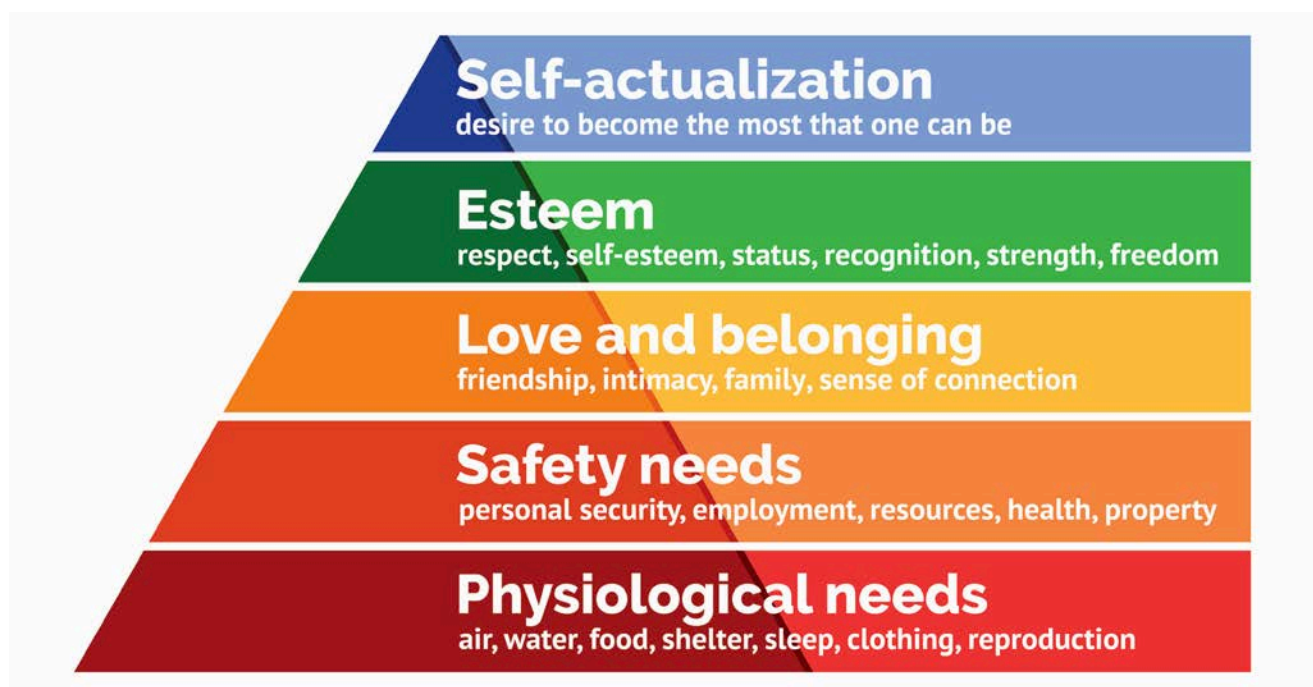 Self-actualization
desire to become the most that one can be
Esteem
respect, self-esteem, status, recognition, strength, freedom
Love and belonging
friendship, intimacy, family, sense of connection
Safety needs
personal security, employment, resources, health, property
Physiological needs
air, water, food, shelter, sleep, clothing, reproduction